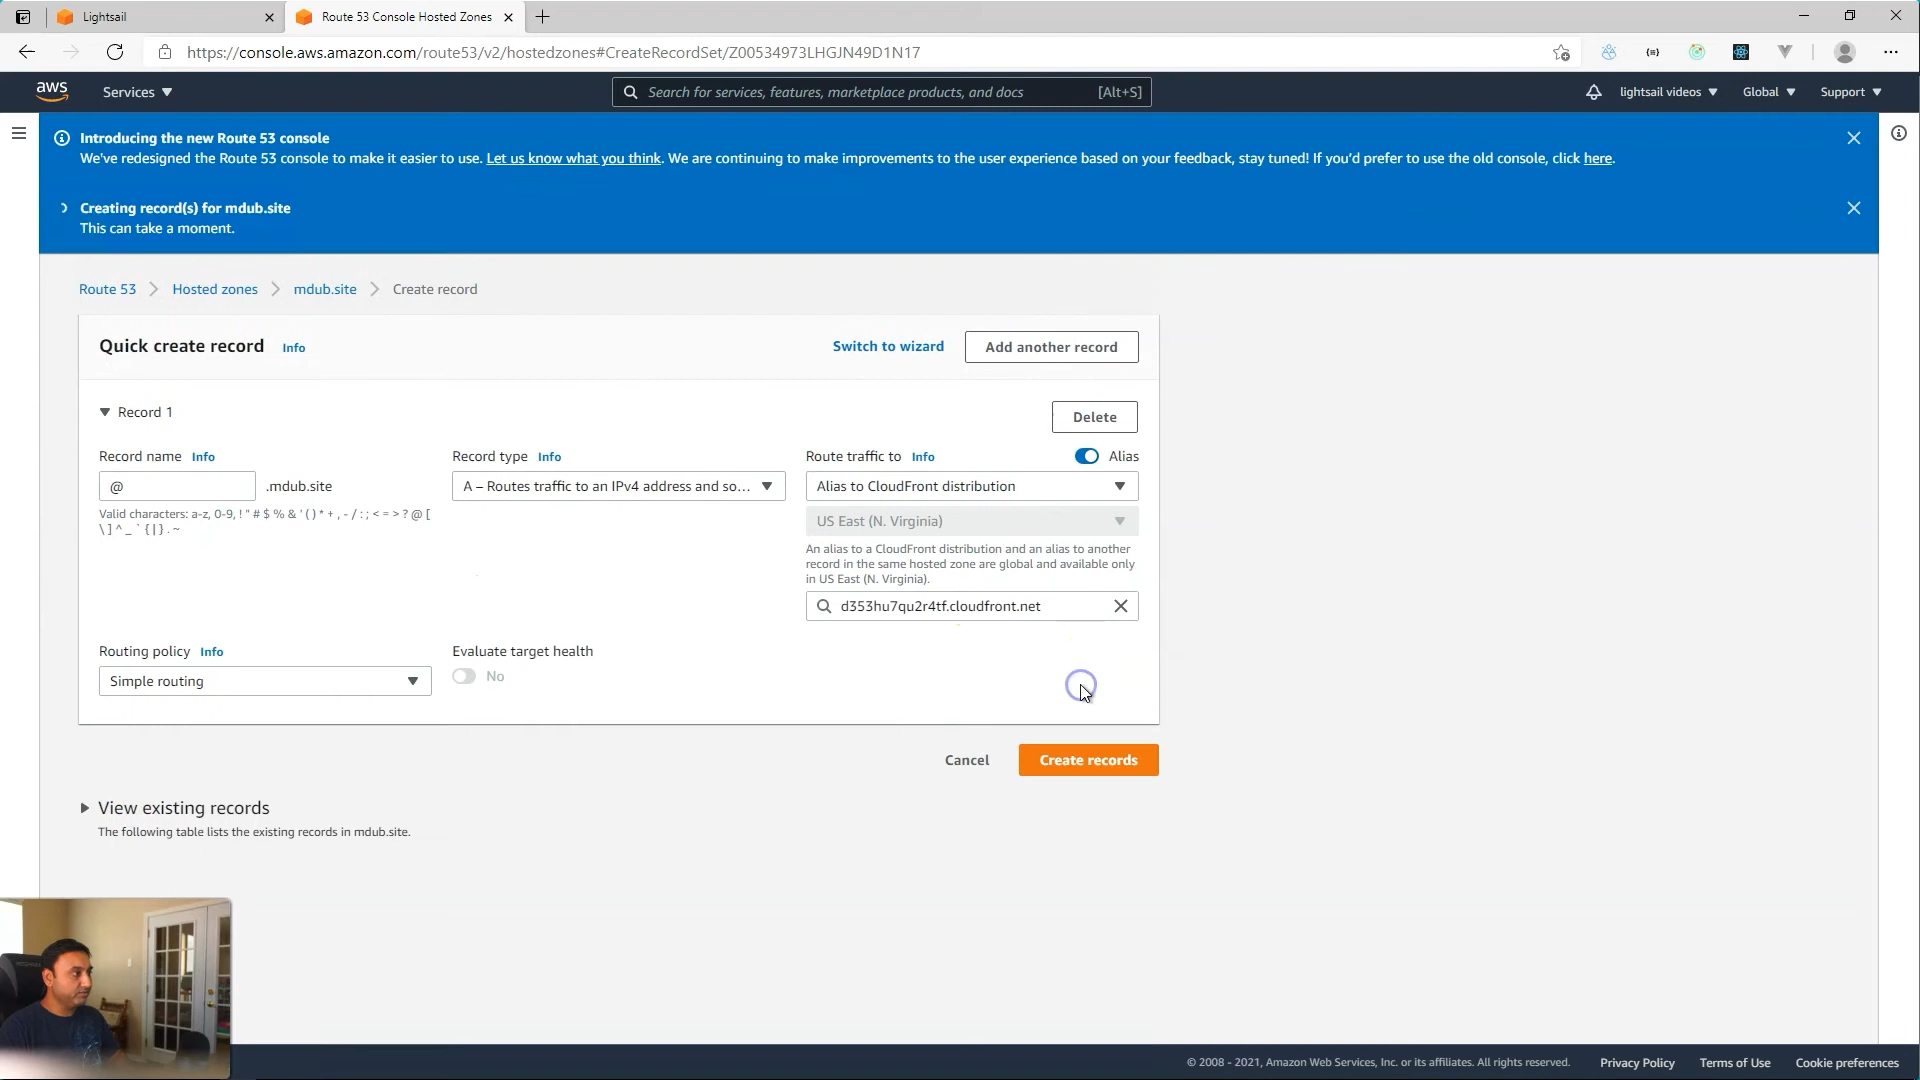 Lightsail
Route 53 Console Hosted Zones
https://console.aws.amazon.com/route53/v2/hostedzones#CreateRecordSet/Z00534973LHGJN49D1N17
aws
Services
Search for services, features, marketplace products, and docs [Alt+S]
lightsail videos
Global
Support
Introducing the new Route 53 console
We've redesigned the Route 53 console to make it easier to use. Let us know what you think. We are continuing to make improvements to the user experience based on your feedback, stay tuned! If you'd prefer to use the old console, click here.
Creating record(s) for mdub.site
This can take a moment.
Route 53 > Hosted zones > mdub.site > Create record
Quick create record Info
Switch to wizard
Add another record
Record 1
Delete
Record name Info
@ .mdub.site
Valid characters: a-z, 0-9, ! " # $ % & ' ( ) * + , - / : ; < = > ? @ [
\ ] ^ _ ` { | } . ~
Record type Info
A – Routes traffic to an IPv4 address and so...
Route traffic to Info
Alias
Alias to CloudFront distribution
US East (N. Virginia)
An alias to a CloudFront distribution and an alias to another
record in the same hosted zone are global and available only
in US East (N. Virginia).
d353hu7qu2r4tf.cloudfront.net
Routing policy Info
Simple routing
Evaluate target health
No
Cancel
Create records
View existing records
The following table lists the existing records in mdub.site.
© 2008 - 2021, Amazon Web Services, Inc. or its affiliates. All rights reserved.
Privacy Policy
Terms of Use
Cookie preferences